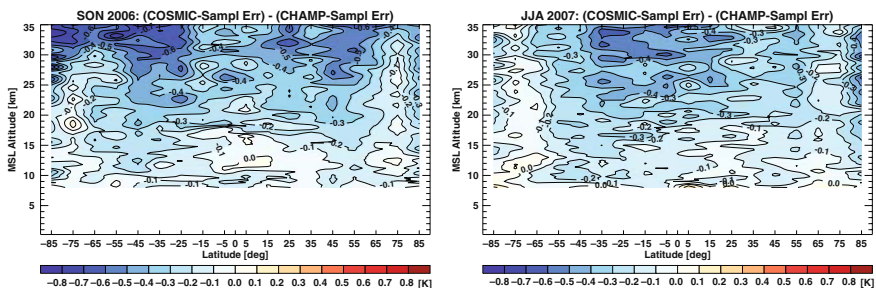 SON 2006: (COSMIC-Sampl Err) - (CHAMP-Sampl Err)
JJA 2007: (COSMIC-Sampl Err) - (CHAMP-Sampl Err)
MSL Altitude [km]
35
30
25
20
15
10
5
−85 −75 −65 −55 −45 −35 −25 −15 −5 0 5 15 25 35 45 55 65 75 85
Latitude [deg]
−0.8 −0.7 −0.6 −0.5 −0.4 −0.3 −0.2 −0.1 0.0 0.1 0.2 0.3 0.4 0.5 0.6 0.7 0.8 [K]
MSL Altitude [km]
35
30
25
20
15
10
5
−85 −75 −65 −55 −45 −35 −25 −15 −5 0 5 15 25 35 45 55 65 75 85
Latitude [deg]
−0.8 −0.7 −0.6 −0.5 −0.4 −0.3 −0.2 −0.1 0.0 0.1 0.2 0.3 0.4 0.5 0.6 0.7 0.8 [K]